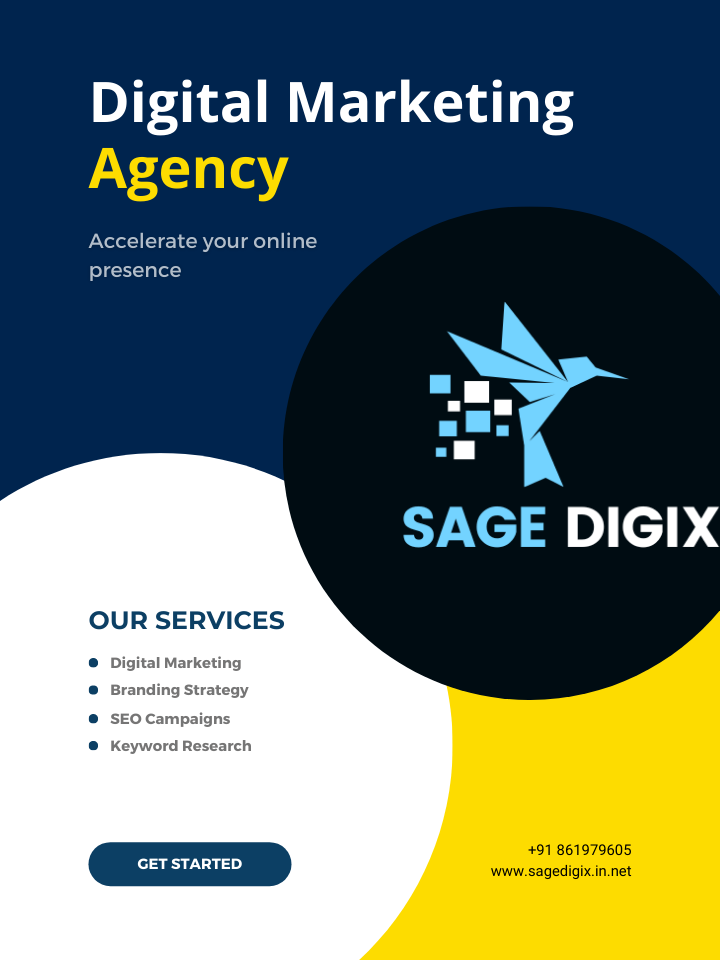 Digital Marketing
Agency
Accelerate your online
presence
SAGE DIGIX
OUR SERVICES
Digital Marketing
Branding Strategy
SEO Campaigns
Keyword Research
GET STARTED
+91 861979605
www.sagedigix.in.net